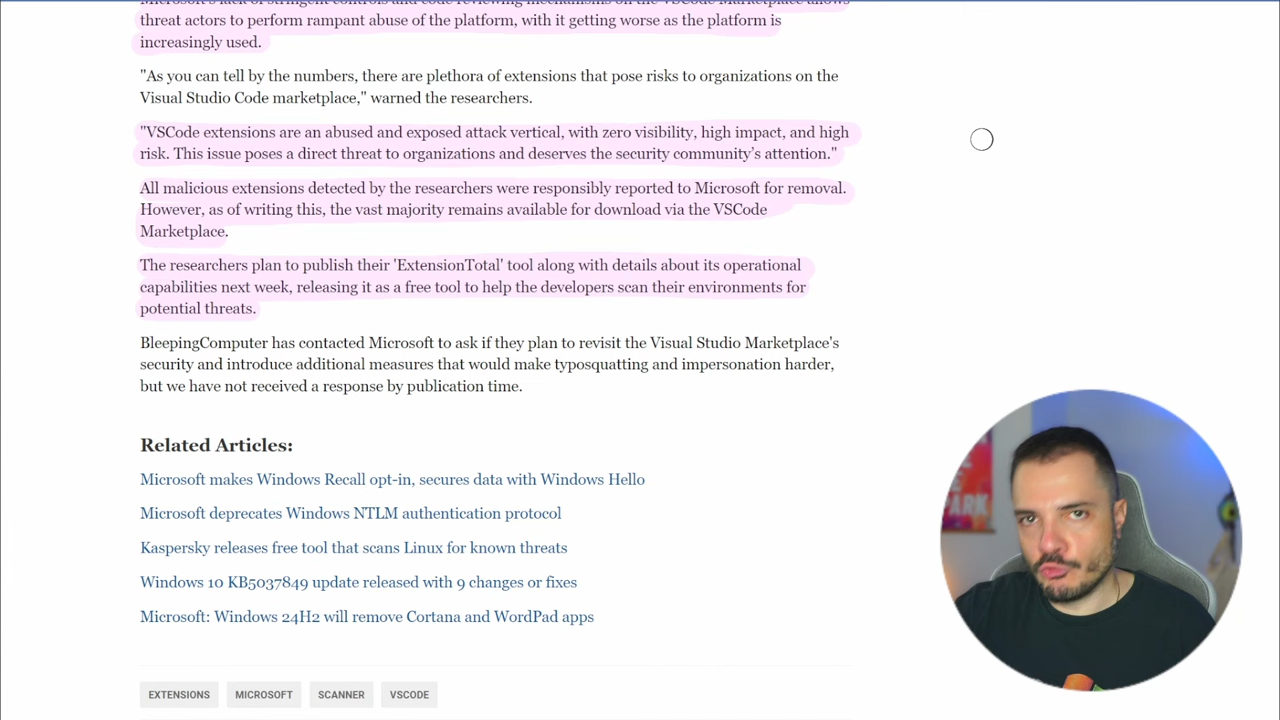 Microsoft's lack of stringent controls and code reviewing mechanisms on the VSCode Marketplace allows
threat actors to perform rampant abuse of the platform, with it getting worse as the platform is
increasingly used.
"As you can tell by the numbers, there are plethora of extensions that pose risks to organizations on the
Visual Studio Code marketplace," warned the researchers.
"VSCode extensions are an abused and exposed attack vertical, with zero visibility, high impact, and high
risk. This issue poses a direct threat to organizations and deserves the security community's attention."
All malicious extensions detected by the researchers were responsibly reported to Microsoft for removal.
However, as of writing this, the vast majority remains available for download via the VSCode
Marketplace.
The researchers plan to publish their 'ExtensionTotal' tool along with details about its operational
capabilities next week, releasing it as a free tool to help the developers scan their environments for
potential threats.
BleepingComputer has contacted Microsoft to ask if they plan to revisit the Visual Studio Marketplace's
security and introduce additional measures that would make typosquatting and impersonation harder,
but we have not received a response by publication time.
Related Articles:
Microsoft makes Windows Recall opt-in, secures data with Windows Hello
Microsoft deprecates Windows NTLM authentication protocol
Kaspersky releases free tool that scans Linux for known threats
Windows 10 KB5037849 update released with 9 changes or fixes
Microsoft: Windows 24H2 will remove Cortana and WordPad apps
EXTENSIONS MICROSOFT SCANNER VSCODE